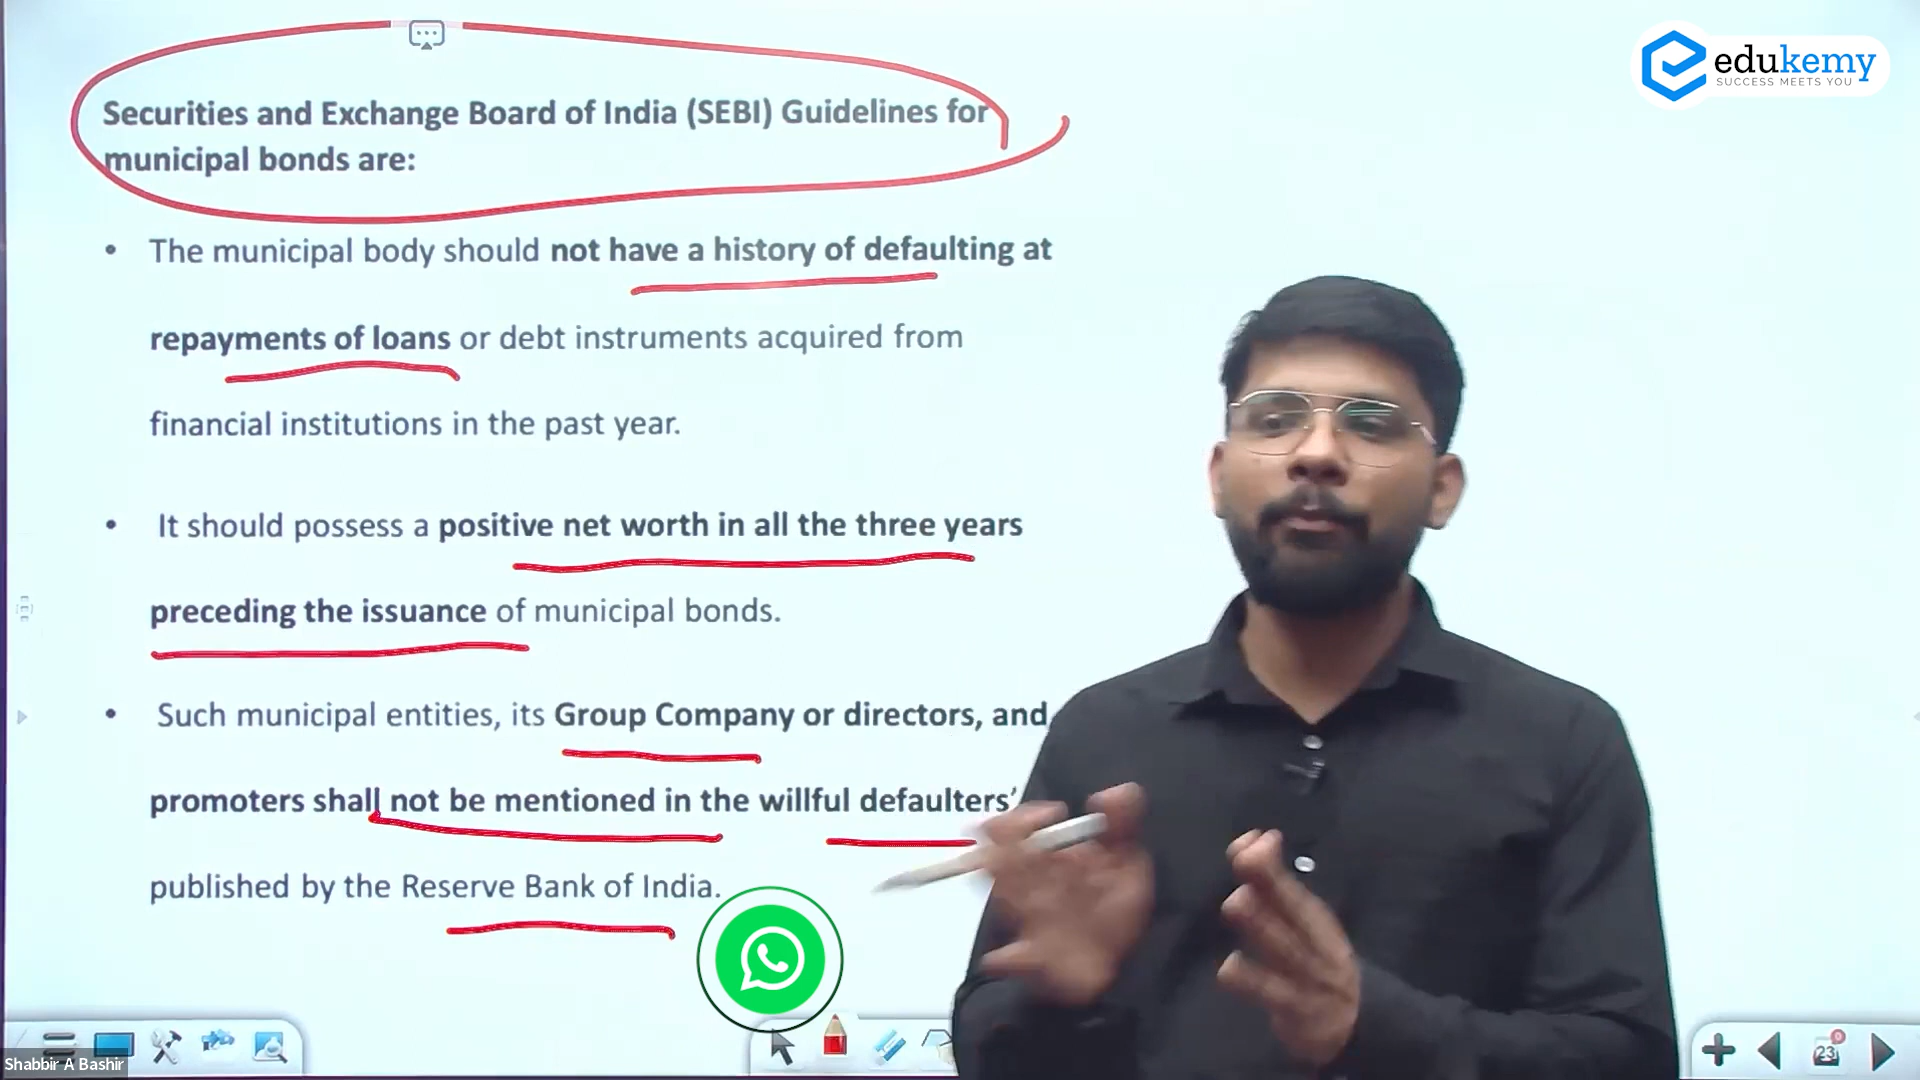 edukemy
SUCCESS MEETS YOU
Securities and Exchange Board of India (SEBI) Guidelines for
municipal bonds are:
• The municipal body should not have a history of defaulting at
repayments of loans or debt instruments acquired from
financial institutions in the past year.
• It should possess a positive net worth in all the three years
preceding the issuance of municipal bonds.
• Such municipal entities, its Group Company or directors, and
promoters shall not be mentioned in the willful defaulters’
published by the Reserve Bank of India.
Shabbir A Bashir
23
0